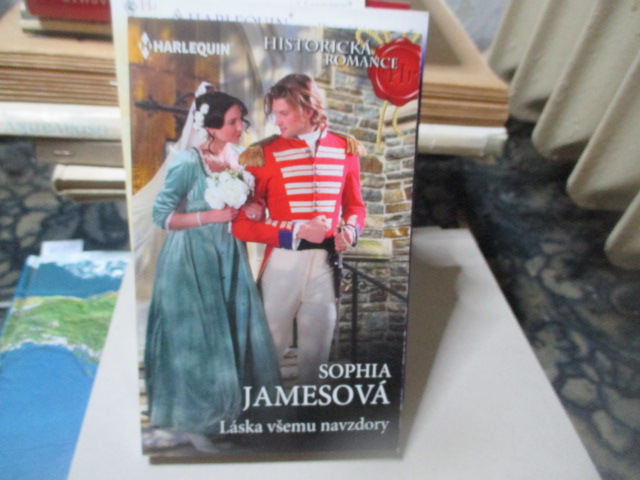 HARLEQUIN
HISTORICKÁ
ROMANCE
SOPHIA
JAMESOVÁ
Láska všemu navzdory